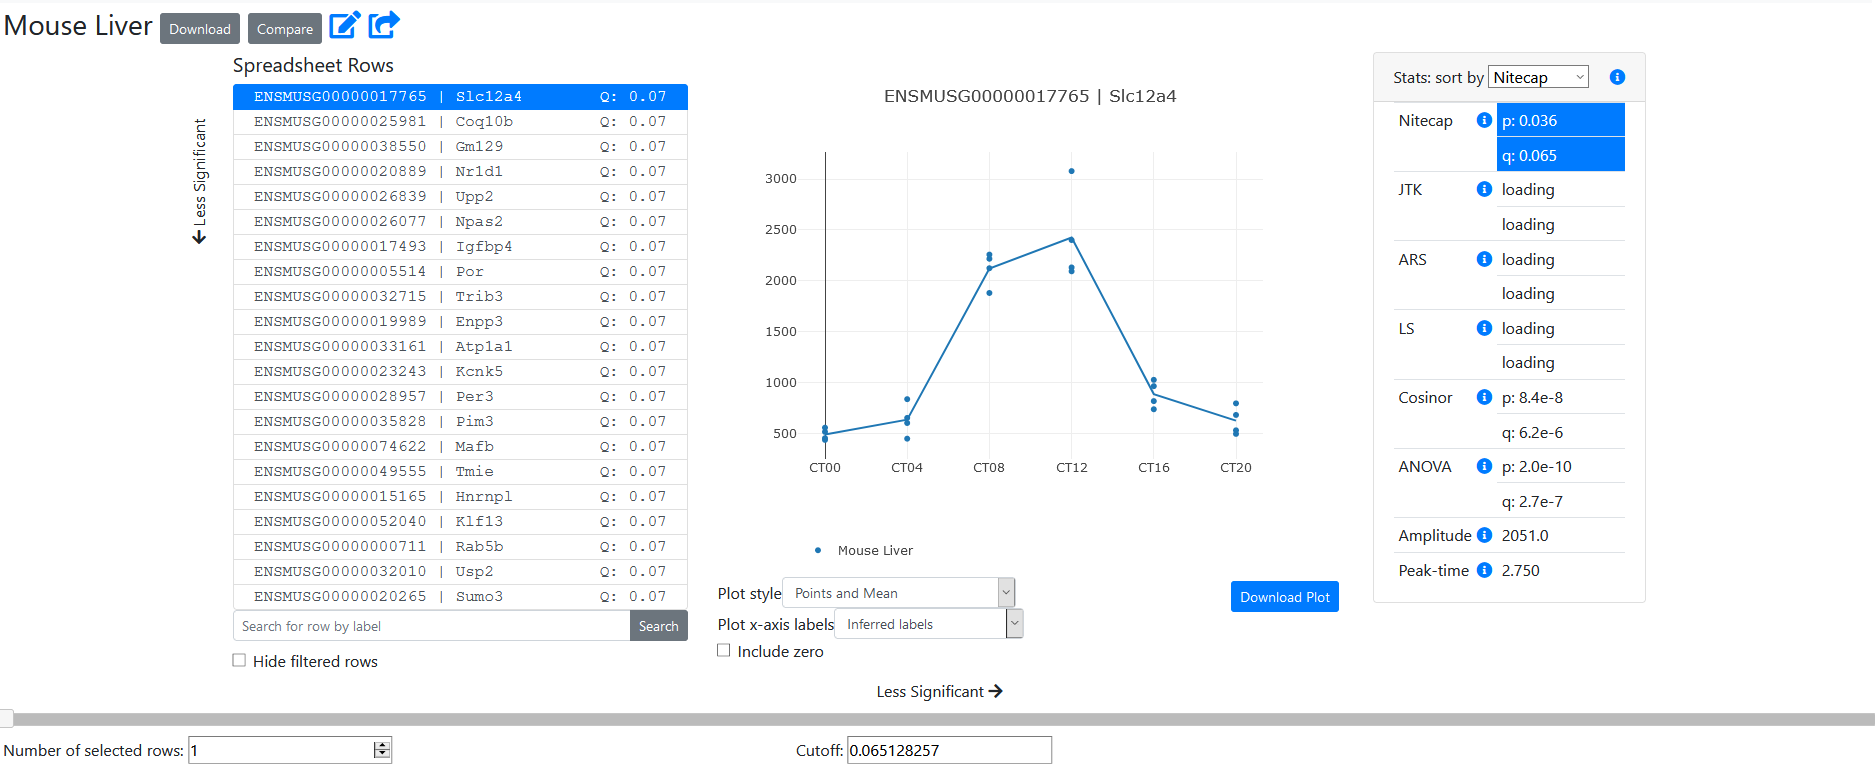 Mouse Liver Download Compare
Spreadsheet Rows
← Less Significant
ENSMUSG00000017765 | Slc12a4 Q: 0.07
ENSMUSG00000025981 | Coq10b Q: 0.07
ENSMUSG00000038550 | Gm129 Q: 0.07
ENSMUSG00000020889 | Nr1d1 Q: 0.07
ENSMUSG00000026839 | Upp2 Q: 0.07
ENSMUSG00000026077 | Npas2 Q: 0.07
ENSMUSG00000017493 | Igfbp4 Q: 0.07
ENSMUSG00000005514 | Por Q: 0.07
ENSMUSG00000032715 | Trib3 Q: 0.07
ENSMUSG00000019989 | Enpp3 Q: 0.07
ENSMUSG00000033161 | Atp1a1 Q: 0.07
ENSMUSG00000023243 | Kcnk5 Q: 0.07
ENSMUSG00000028957 | Per3 Q: 0.07
ENSMUSG00000035828 | Pim3 Q: 0.07
ENSMUSG00000074622 | Mafb Q: 0.07
ENSMUSG00000049555 | Tmie Q: 0.07
ENSMUSG00000015165 | Hnrnpl Q: 0.07
ENSMUSG00000052040 | Klf13 Q: 0.07
ENSMUSG00000000711 | Rab5b Q: 0.07
ENSMUSG00000032010 | Usp2 Q: 0.07
ENSMUSG00000020265 | Sumo3 Q: 0.07
Search for row by label Search
Hide filtered rows
ENSMUSG00000017765 | Slc12a4
3000
2500
2000
1500
1000
500
CT00 CT04 CT08 CT12 CT16 CT20
Mouse Liver
Plot style Points and Mean
Download Plot
Plot x-axis labels Inferred labels
Include zero
Stats: sort by Nitecap
Nitecap p: 0.036
q: 0.065
JTK loading
loading
ARS loading
loading
LS loading
loading
Cosinor p: 8.4e-8
q: 6.2e-6
ANOVA p: 2.0e-10
q: 2.7e-7
Amplitude 2051.0
Peak-time 2.750
Less Significant →
Number of selected rows: 1
Cutoff: 0.065128257